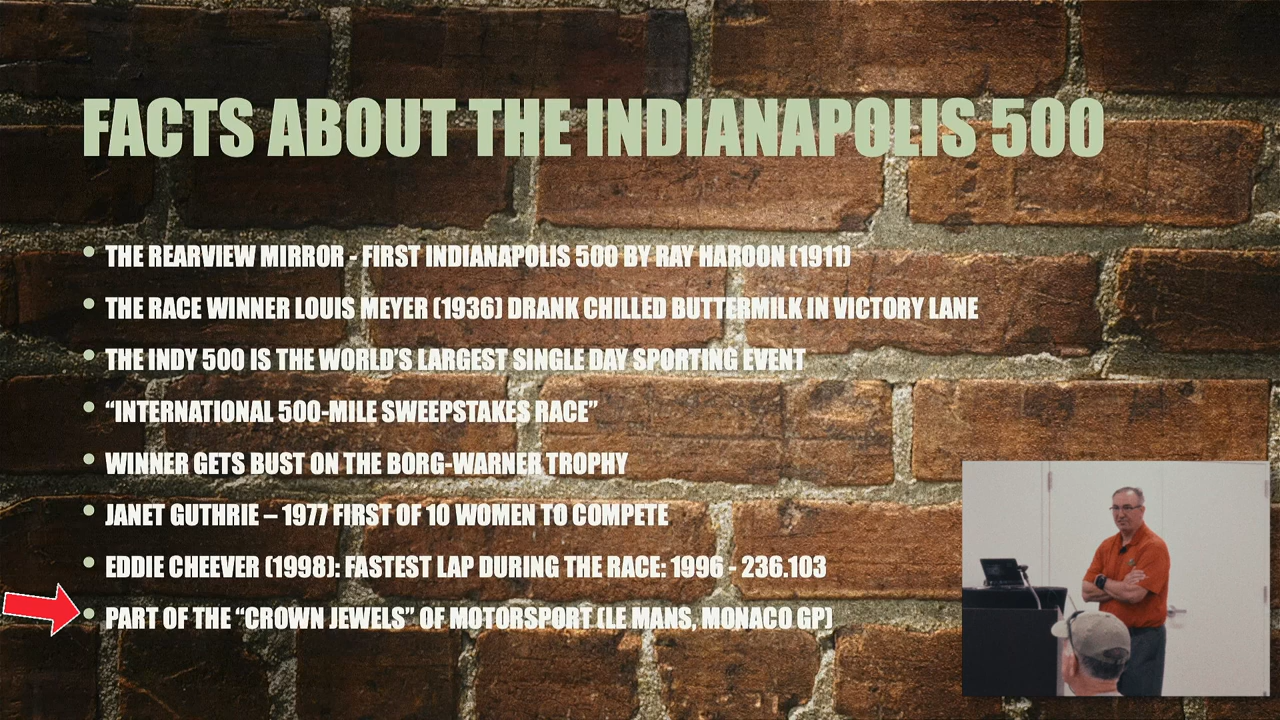 FACTS ABOUT THE INDIANAPOLIS 500
• THE REARVIEW MIRROR - FIRST INDIANAPOLIS 500 BY RAY HAROON (1911)
• THE RACE WINNER LOUIS MEYER (1936) DRANK CHILLED BUTTERMILK IN VICTORY LANE
• THE INDY 500 IS THE WORLD’S LARGEST SINGLE DAY SPORTING EVENT
• “INTERNATIONAL 500-MILE SWEEPSTAKES RACE”
• WINNER GETS BUST ON THE BORG-WARNER TROPHY
• JANET GUTHRIE – 1977 FIRST OF 10 WOMEN TO COMPETE
• EDDIE CHEEVER (1998): FASTEST LAP DURING THE RACE: 1996 - 236.103
• PART OF THE “CROWN JEWELS” OF MOTORSPORT (LE MANS, MONACO GP)